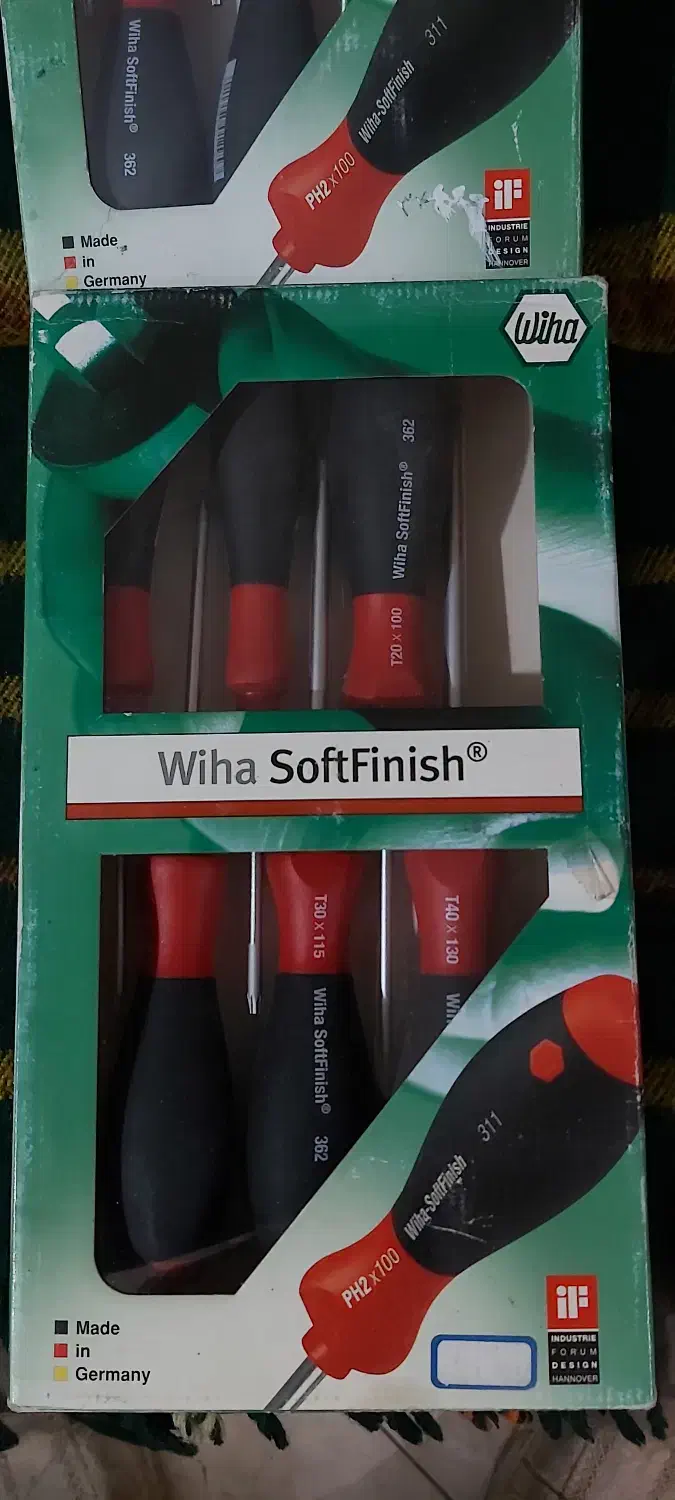 Wiha SoftFinish® 362
Wiha-SoftFinish 311
PH2 x 100
iF
INDUSTRIE
FORUM
DESIGN
HANNOVER
Made
in
Germany
Wiha
Wiha SoftFinish® 362
T20 x 100
Wiha SoftFinish®
T30 x 115
Wiha SoftFinish® 362
T40 x 130
Wiha-SoftFinish 311
PH2 x 100
Made
in
Germany
iF
INDUSTRIE
FORUM
DESIGN
HANNOVER